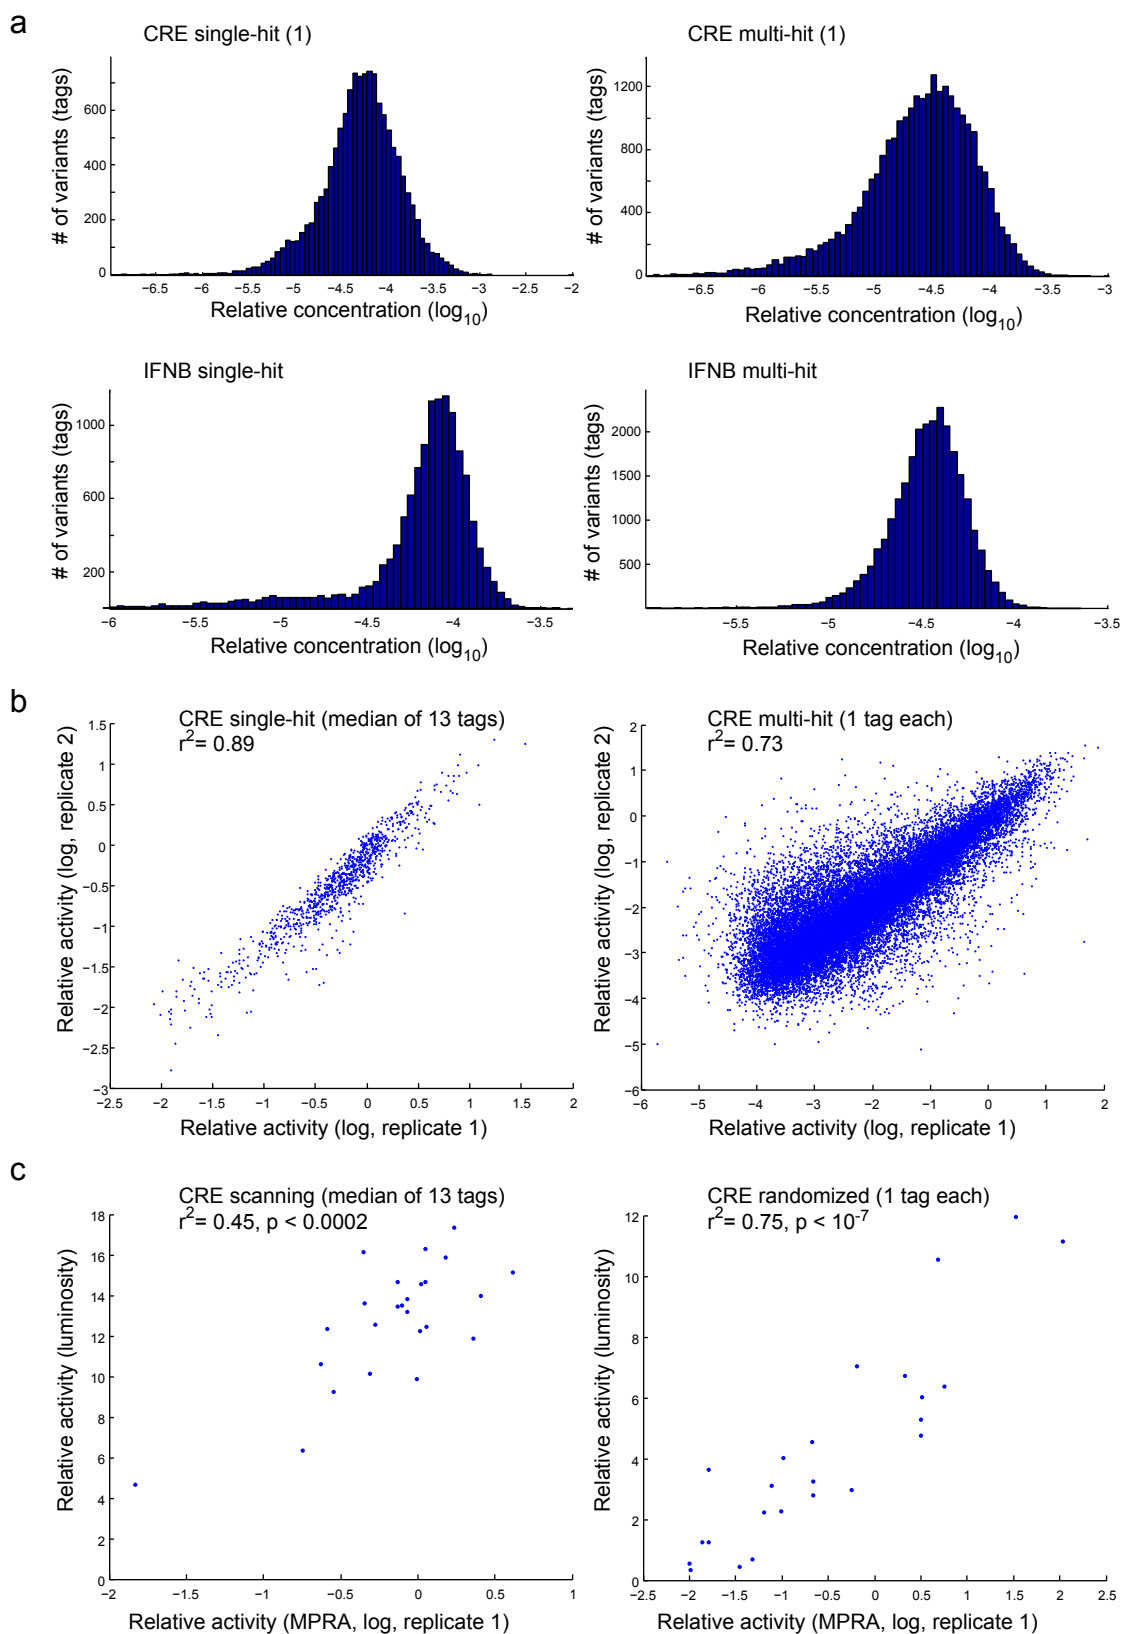 a
CRE single-hit (1)
# of variants (tags)
600
400
200
0
−6.5 −6 −5.5 −5 −4.5 −4 −3.5 −3 −2.5 −2
Relative concentration (log10)
CRE multi-hit (1)
# of variants (tags)
1200
800
400
0
−6.5 −6 −5.5 −5 −4.5 −4 −3.5 −3
Relative concentration (log10)
IFNB single-hit
# of variants (tags)
1000
600
200
−6 −5.5 −5 −4.5 −4 −3.5
Relative concentration (log10)
IFNB multi-hit
# of variants (tags)
2000
1500
1000
500
−5.5 −5 −4.5 −4 −3.5
Relative concentration (log10)
b
CRE single-hit (median of 13 tags)
r2= 0.89
Relative activity (log, replicate 2)
1.5
1
0.5
0
−0.5
−1
−1.5
−2
−2.5
−3
−2.5 −2 −1.5 −1 −0.5 0 0.5 1 1.5 2
Relative activity (log, replicate 1)
CRE multi-hit (1 tag each)
r2= 0.73
Relative activity (log, replicate 2)
2
1
0
−1
−2
−3
−4
−5
−6
−6 −5 −4 −3 −2 −1 0 1 2
Relative activity (log, replicate 1)
c
CRE scanning (median of 13 tags)
r2= 0.45, p < 0.0002
Relative activity (luminosity)
18
16
14
12
10
8
6
4
2
0
−2 −1.5 −1 −0.5 0 0.5 1
Relative activity (MPRA, log, replicate 1)
CRE randomized (1 tag each)
r2= 0.75, p < 10-7
Relative activity (luminosity)
12
10
8
6
4
2
0
−2.5 −2 −1.5 −1 −0.5 0 0.5 1 1.5 2 2.5
Relative activity (MPRA, log, replicate 1)